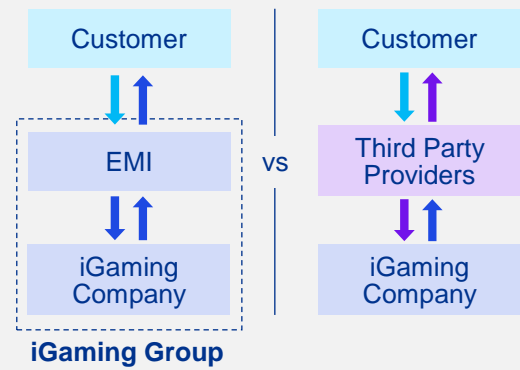 Customer
EMI
iGaming
Company
iGaming Group
vs
Customer
Third Party
Providers
iGaming
Company